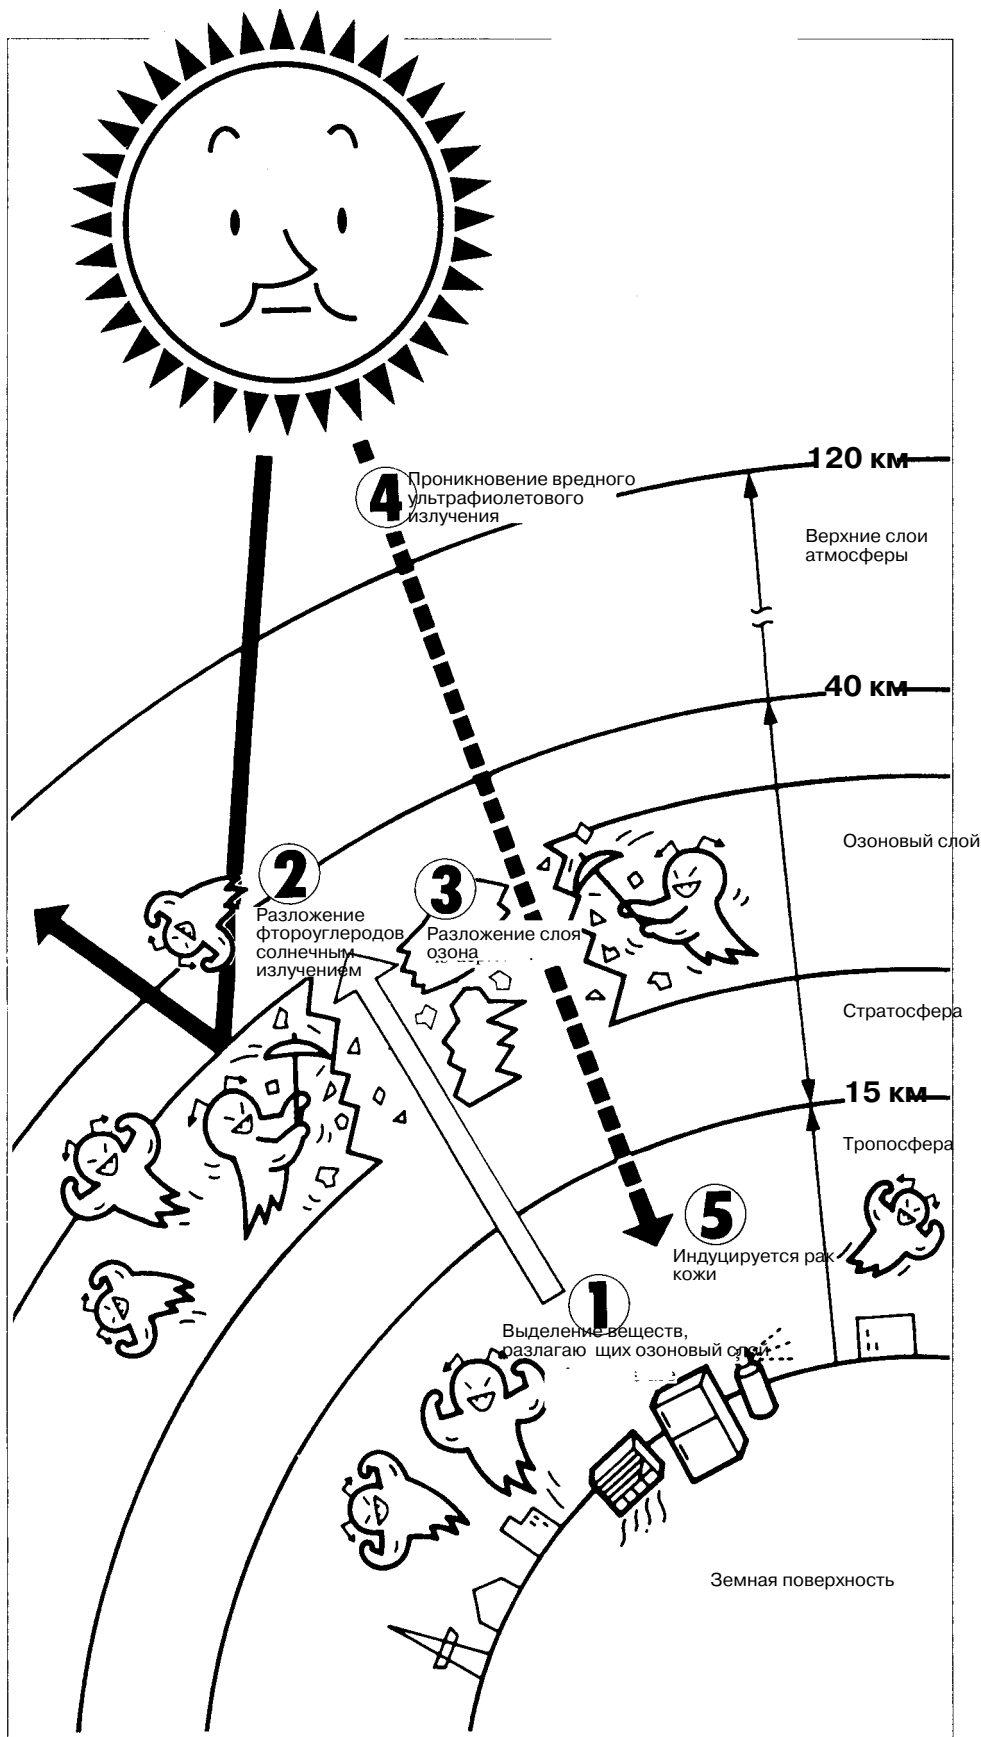 120 км
4
Проникновение вредного
ультрафиолетового
излучения
Верхние слои
атмосферы
40 км
Озоновый слой
2
Разложение
фтороуглеродов
солнечным
излучением
3
Разложение слоя
озона
Стратосфера
15 км
Тропосфера
5
Индуцируется рак
кожи
1
Выделение веществ,
разлагаю щих озоновый слой
Земная поверхность